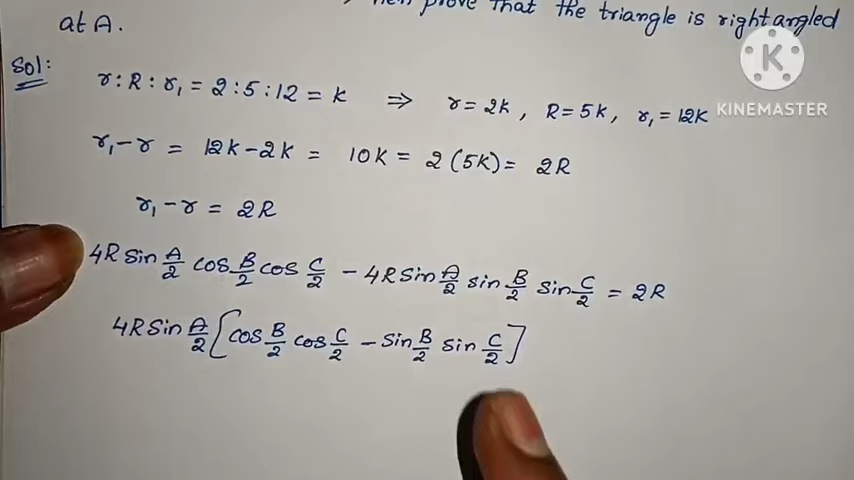 then prove that the triangle is right angled
at A.
Sol:
r : R : r₁ = 2 : 5 : 12 = K ⇒ r = 2K, R = 5K, r₁ = 12K
r₁ - r = 12K - 2K = 10K = 2(5K) = 2R
r₁ - r = 2R
4R sin A/2 cos B/2 cos C/2 - 4R sin A/2 sin B/2 sin C/2 = 2R
4R sin A/2 [cos B/2 cos C/2 - sin B/2 sin C/2]
KINEMASTER